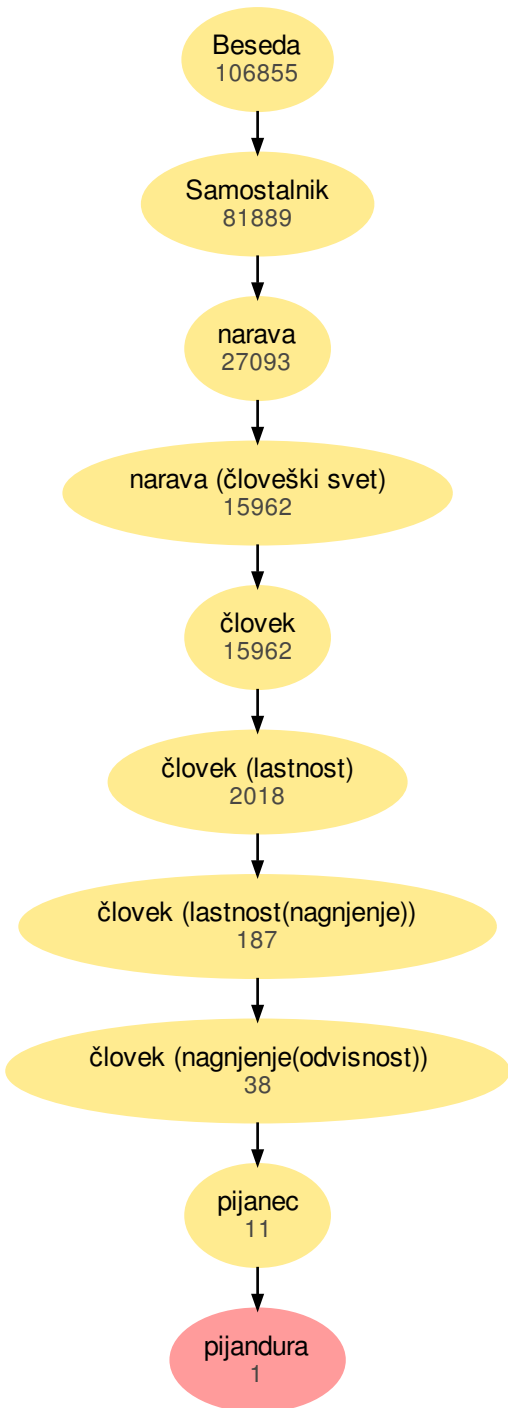 Beseda
106855
Samostalnik
81889
narava
27093
narava (človeški svet)
15962
človek
15962
človek (lastnost)
2018
človek (lastnost(nagnjenje))
187
človek (nagnjenje(odvisnost))
38
pijanec
11
pijandura
1